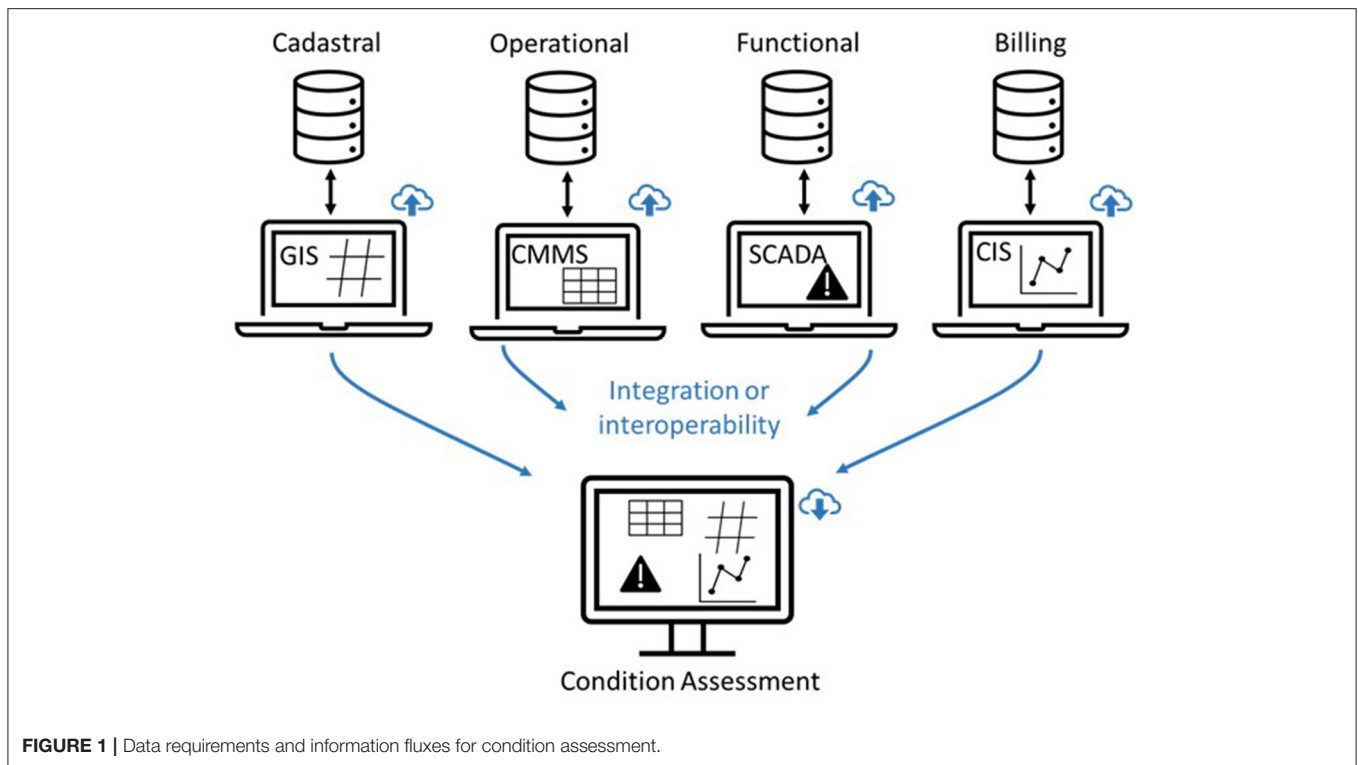 Cadastral
Operational
Functional
Billing
GIS
CMMS
SCADA
CIS
Integration or
interoperability
Condition Assessment
FIGURE 1 | Data requirements and information fluxes for condition assessment.